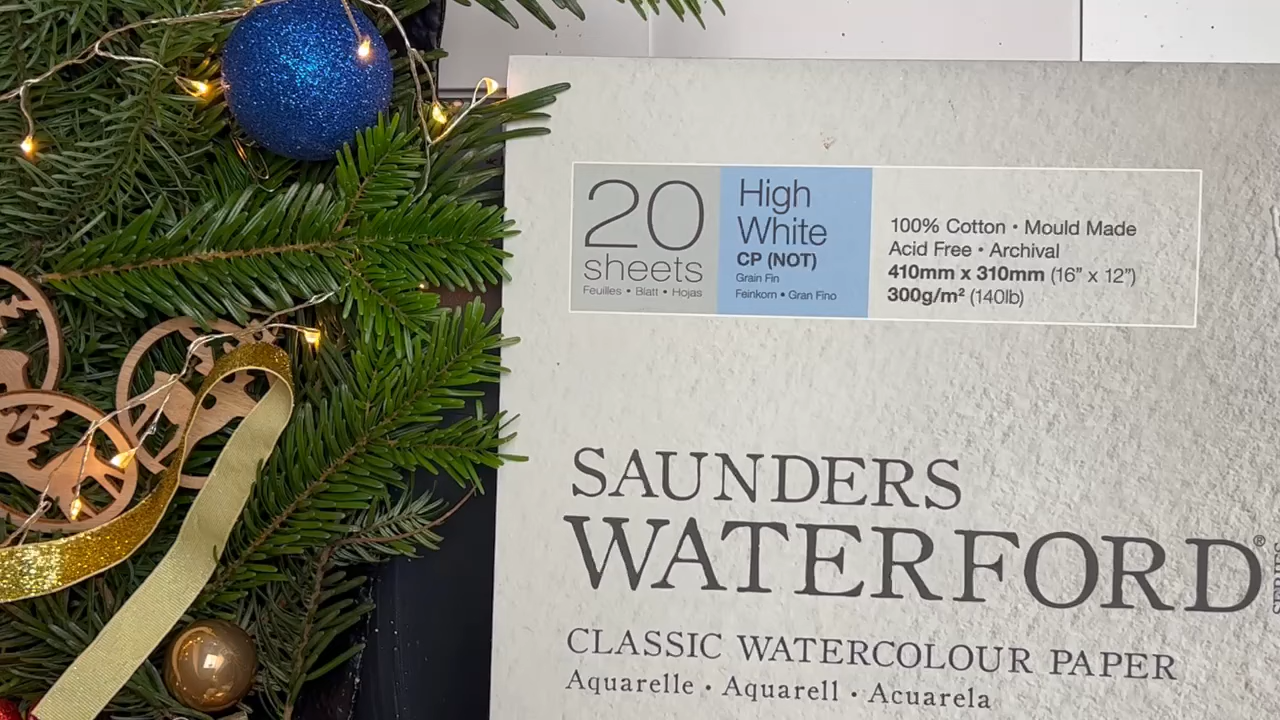 20
sheets
Feuilles • Blatt • Hojas
High
White
CP (NOT)
Grain Fin
Feinkorn • Gran Fino
100% Cotton • Mould Made
Acid Free • Archival
410mm x 310mm (16” x 12”)
300g/m² (140lb)
SAUNDERS
WATERFORD®
CLASSIC WATERCOLOUR PAPER
Aquarelle • Aquarell • Acuarela